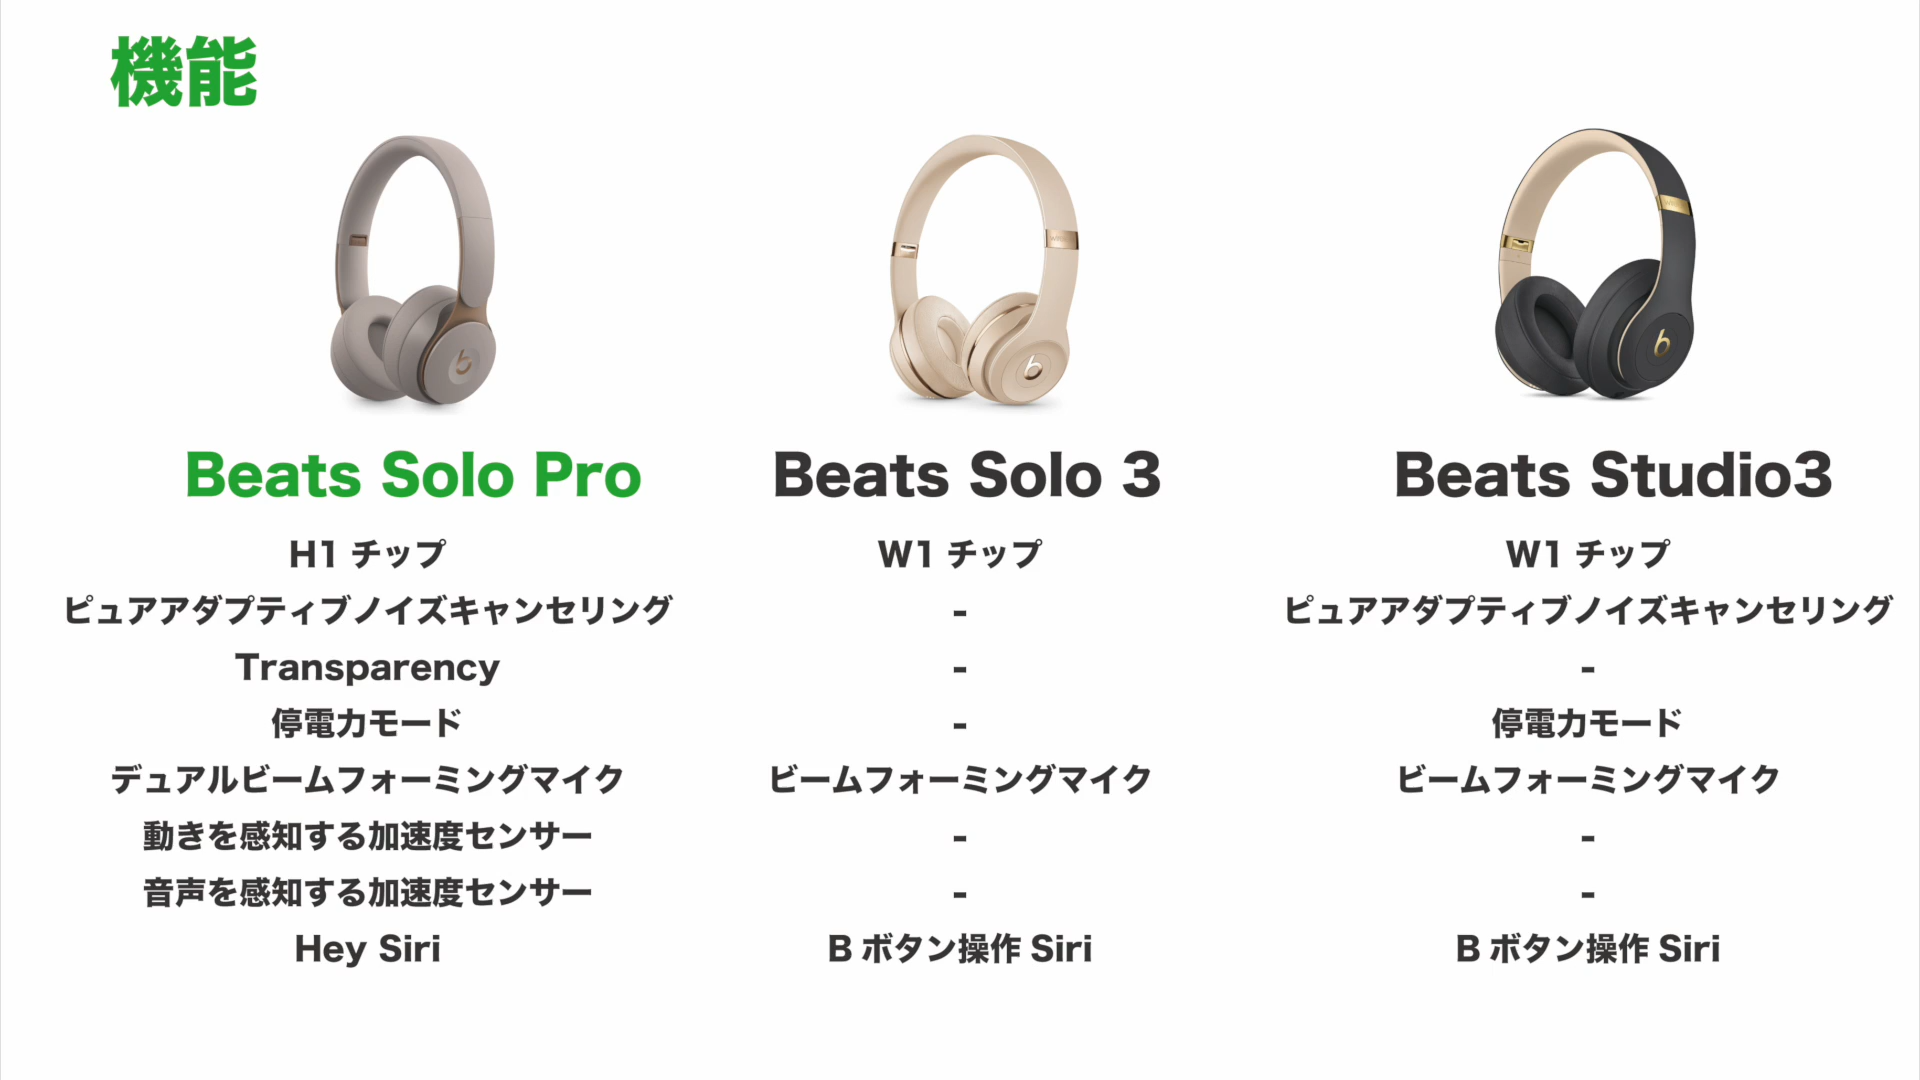 機能
Beats Solo Pro
Beats Solo 3
Beats Studio3
H1 チップ
W1 チップ
W1 チップ
ピュアアダプティブノイズキャンセリング
-
ピュアアダプティブノイズキャンセリング
Transparency
-
-
停電力モード
-
停電力モード
デュアルビームフォーミングマイク
ビームフォーミングマイク
ビームフォーミングマイク
動きを感知する加速度センサー
-
-
音声を感知する加速度センサー
-
-
Hey Siri
B ボタン操作 Siri
B ボタン操作 Siri